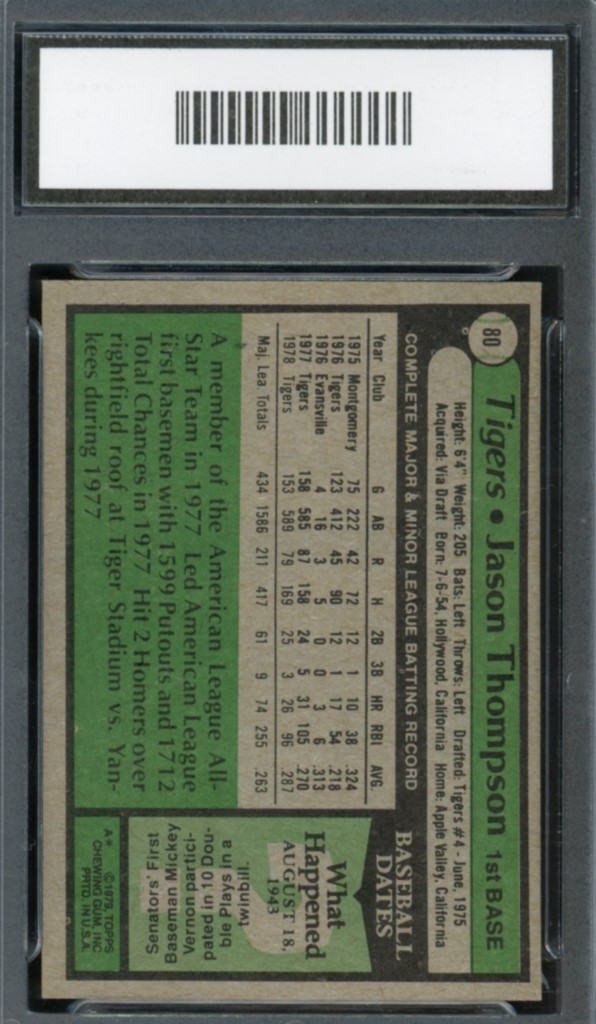 80
Tigers • Jason Thompson 1st BASE
Height: 6'4" Weight: 205 Bats: Left Throws: Left Drafted: Tigers #4 - June, 1975
Acquired: Via Draft Born: 7-6-54, Hollywood, California Home: Apple Valley, California
COMPLETE MAJOR & MINOR LEAGUE BATTING RECORD
Year Club G AB R H 2B 3B HR RBI AVG.
1975 Montgomery 75 222 42 72 12 1 10 38 .324
1976 Tigers 123 412 45 90 12 1 17 54 .218
1976 Evansville 4 16 3 5 0 0 3 6 .313
1977 Tigers 158 585 87 158 24 5 31 105 .270
1978 Tigers 153 589 79 169 25 3 26 96 .287
Maj. Lea. Totals 434 1586 211 417 61 9 74 255 .263
A member of the American League All-
Star Team in 1977 Led American League
first basemen with 1599 Putouts and 1712
Total Chances in 1977 Hit 2 Homers over
rightfield roof at Tiger Stadium vs. Yan-
kees during 1977
BASEBALL
DATES
What
Happened
AUGUST 18,
1943
Senators' First
Baseman Mickey
Vernon partici-
pated in 10 Dou-
ble Plays in a
twinbill.
A* ©1979, TOPPS
CHEWING GUM, INC
PRTD. IN U.S.A.